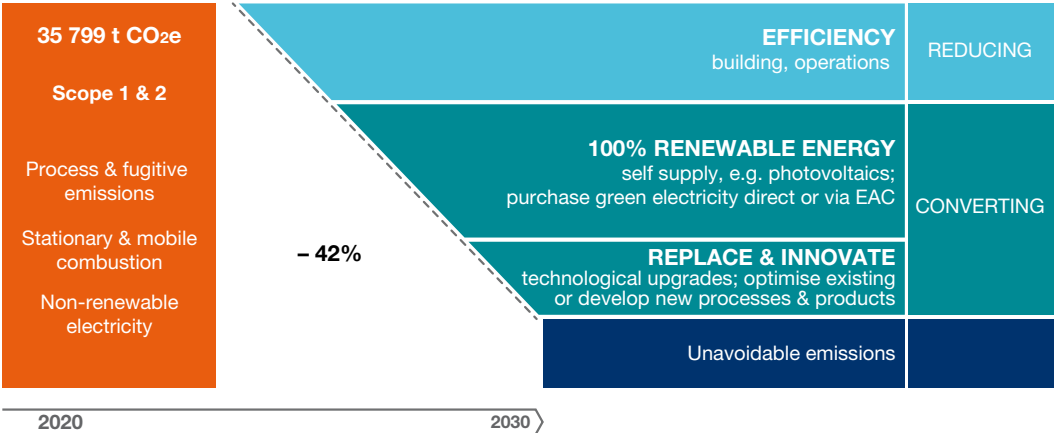 35 799 t CO2e
Scope 1 & 2
Process & fugitive
emissions
Stationary & mobile
combustion
Non-renewable
electricity
– 42%
EFFICIENCY
building, operations
REDUCING
100% RENEWABLE ENERGY
self supply, e.g. photovoltaics;
purchase green electricity direct or via EAC
CONVERTING
REPLACE & INNOVATE
technological upgrades; optimise existing
or develop new processes & products
Unavoidable emissions
2020
2030